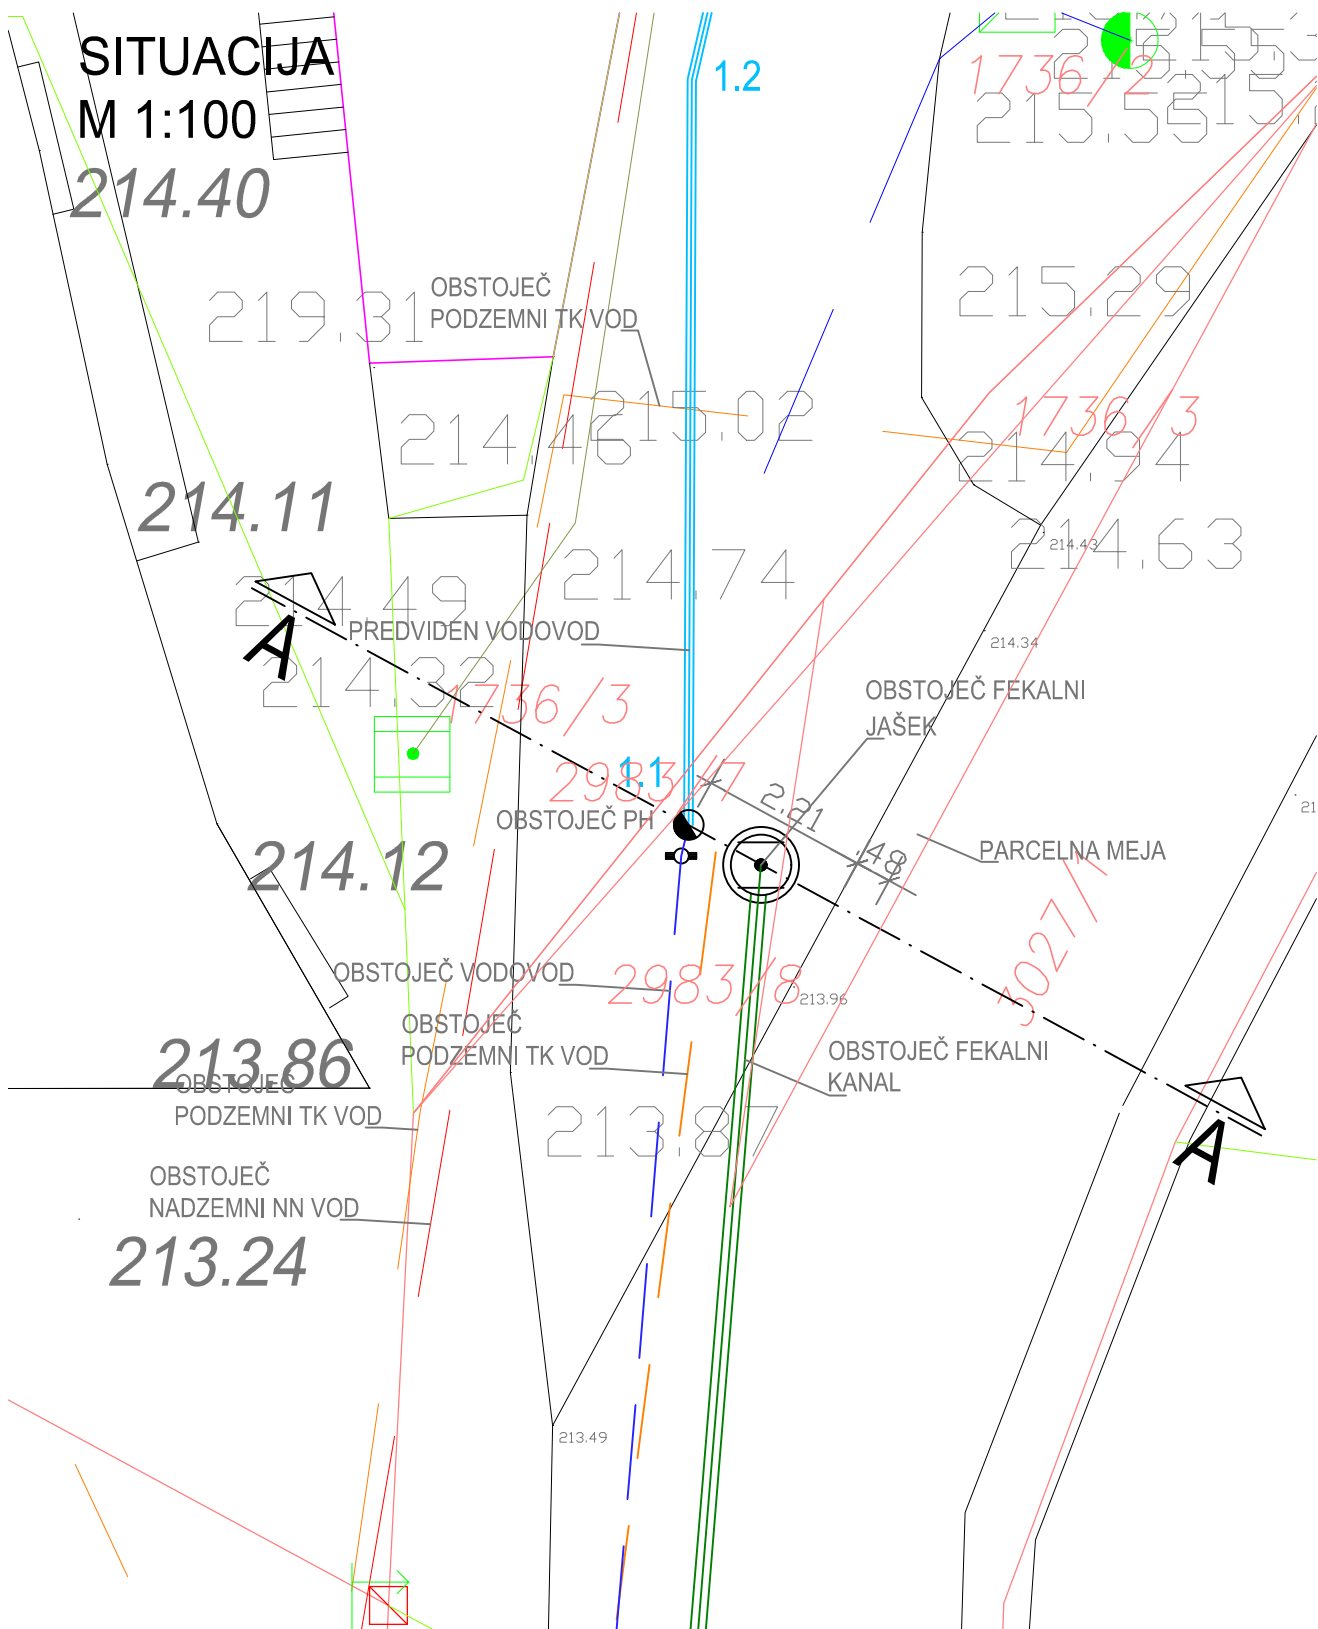 SITUACIJA
M 1:100
1.2
1736/2
215.55
214.40
215.29
219.31
OBSTOJEČ
PODZEMNI TK VOD
215.02
1736/3
214.46
214.94
214.11
214.63
214.43
214.74
214.49
PREDVIDEN VODOVOD
214.34
A
214.32
1736/3
OBSTOJEČ FEKALNI
JAŠEK
2983/7
1.1
2.21
OBSTOJEČ PH
.48
PARCELNA MEJA
214.12
3027/1
OBSTOJEČ VODOVOD
2983/8
213.96
OBSTOJEČ
PODZEMNI TK VOD
OBSTOJEČ FEKALNI
KANAL
213.86
OBSTOJEČ
PODZEMNI TK VOD
213.87
A
OBSTOJEČ
NADZEMNI NN VOD
213.24
213.49